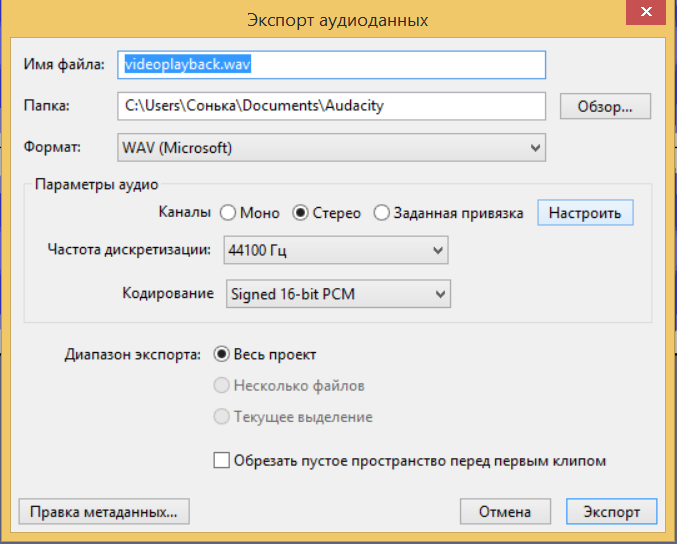 Экспорт аудиоданных
Имя файла: videoplayback.wav
Папка: C:\Users\Сонька\Documents\Audacity Обзор...
Формат: WAV (Microsoft)
Параметры аудио
Каналы Моно Стерео Заданная привязка Настроить
Частота дискретизации: 44100 Гц
Кодирование Signed 16-bit PCM
Диапазон экспорта: Весь проект
Несколько файлов
Текущее выделение
Обрезать пустое пространство перед первым клипом
Правка метаданных... Отмена Экспорт